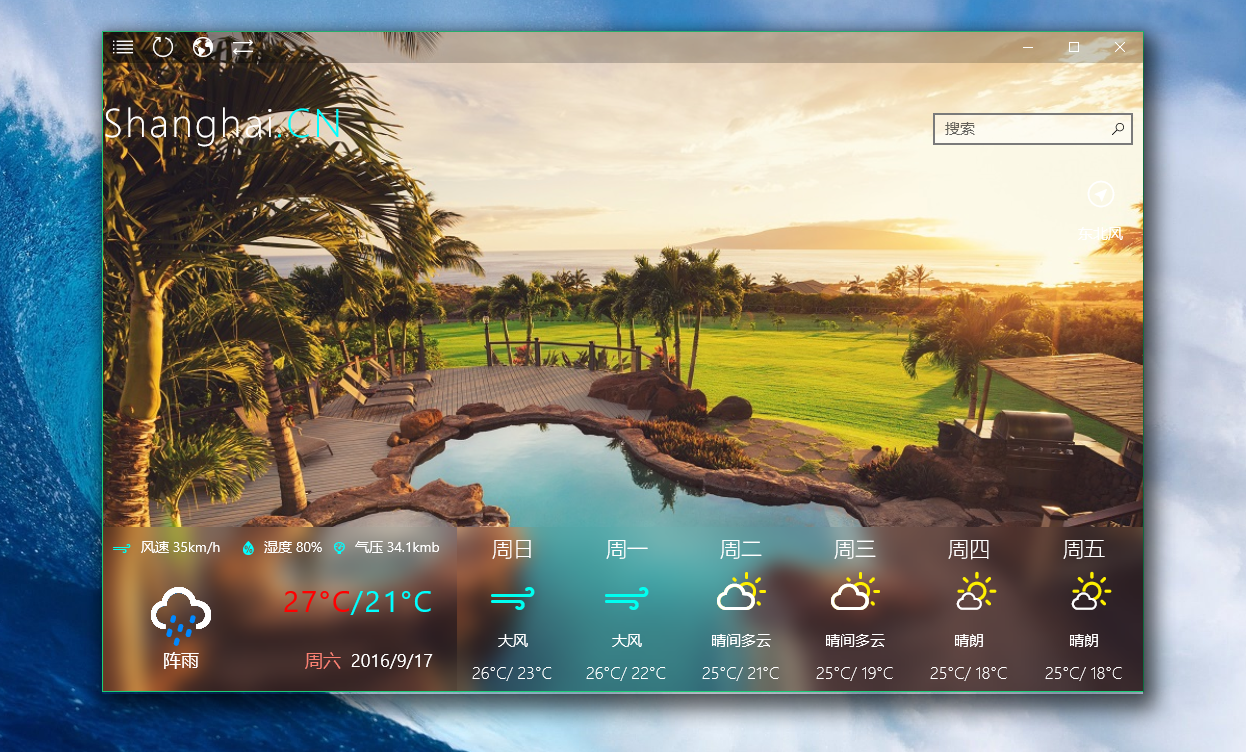 Shanghai.CN
搜索
东北风
风速 35km/h 湿度 80% 气压 34.1kmb
27°C/21°C
阵雨
周六 2016/9/17
周日 周一 周二 周三 周四 周五
大风 大风 晴间多云 晴间多云 晴朗 晴朗
26°C/ 23°C 26°C/ 22°C 25°C/ 21°C 25°C/ 19°C 25°C/ 18°C 25°C/ 18°C